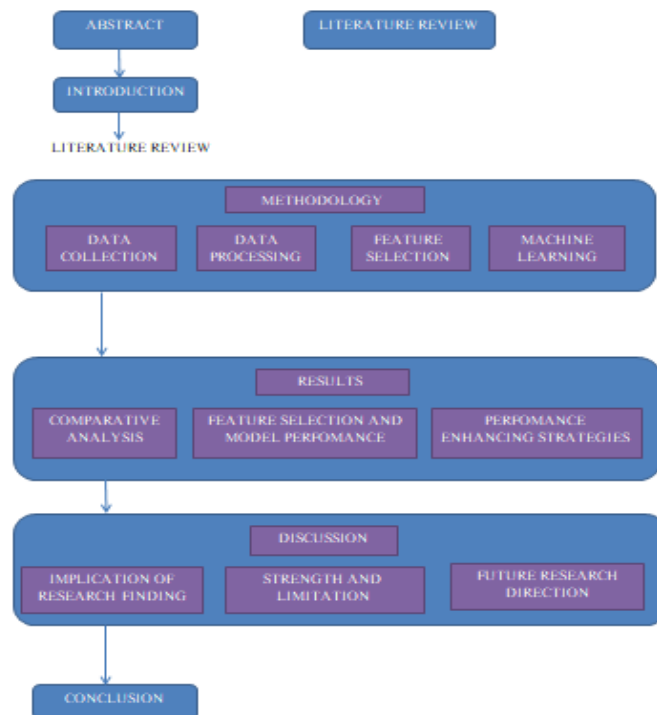 ABSTRACT
LITERATURE REVIEW
INTRODUCTION
LITERATURE REVIEW
METHODOLOGY
DATA
COLLECTION
DATA
PROCESSING
FEATURE
SELECTION
MACHINE
LEARNING
RESULTS
COMPARATIVE
ANALYSIS
FEATURE SELECTION AND
MODEL PERFOMANCE
PERFOMANCE
ENHANCING STRATEGIES
DISCUSSION
IMPLICATION OF
RESEARCH FINDING
STRENGTH AND
LIMITATION
FUTURE RESEARCH
DIRECTION
CONCLUSION